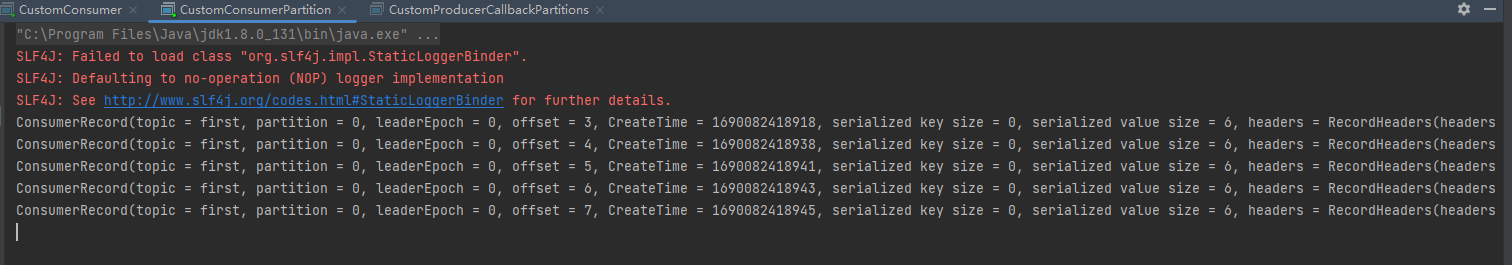 CustomConsumer × CustomConsumerPartition × CustomProducerCallbackPartitions ×
"C:\Program Files\Java\jdk1.8.0_131\bin\java.exe" ...
SLF4J: Failed to load class "org.slf4j.impl.StaticLoggerBinder".
SLF4J: Defaulting to no-operation (NOP) logger implementation
SLF4J: See http://www.slf4j.org/codes.html#StaticLoggerBinder for further details.
ConsumerRecord(topic = first, partition = 0, leaderEpoch = 0, offset = 3, CreateTime = 1690082418918, serialized key size = 0, serialized value size = 6, headers = RecordHeaders(headers
ConsumerRecord(topic = first, partition = 0, leaderEpoch = 0, offset = 4, CreateTime = 1690082418938, serialized key size = 0, serialized value size = 6, headers = RecordHeaders(headers
ConsumerRecord(topic = first, partition = 0, leaderEpoch = 0, offset = 5, CreateTime = 1690082418941, serialized key size = 0, serialized value size = 6, headers = RecordHeaders(headers
ConsumerRecord(topic = first, partition = 0, leaderEpoch = 0, offset = 6, CreateTime = 1690082418943, serialized key size = 0, serialized value size = 6, headers = RecordHeaders(headers
ConsumerRecord(topic = first, partition = 0, leaderEpoch = 0, offset = 7, CreateTime = 1690082418945, serialized key size = 0, serialized value size = 6, headers = RecordHeaders(headers